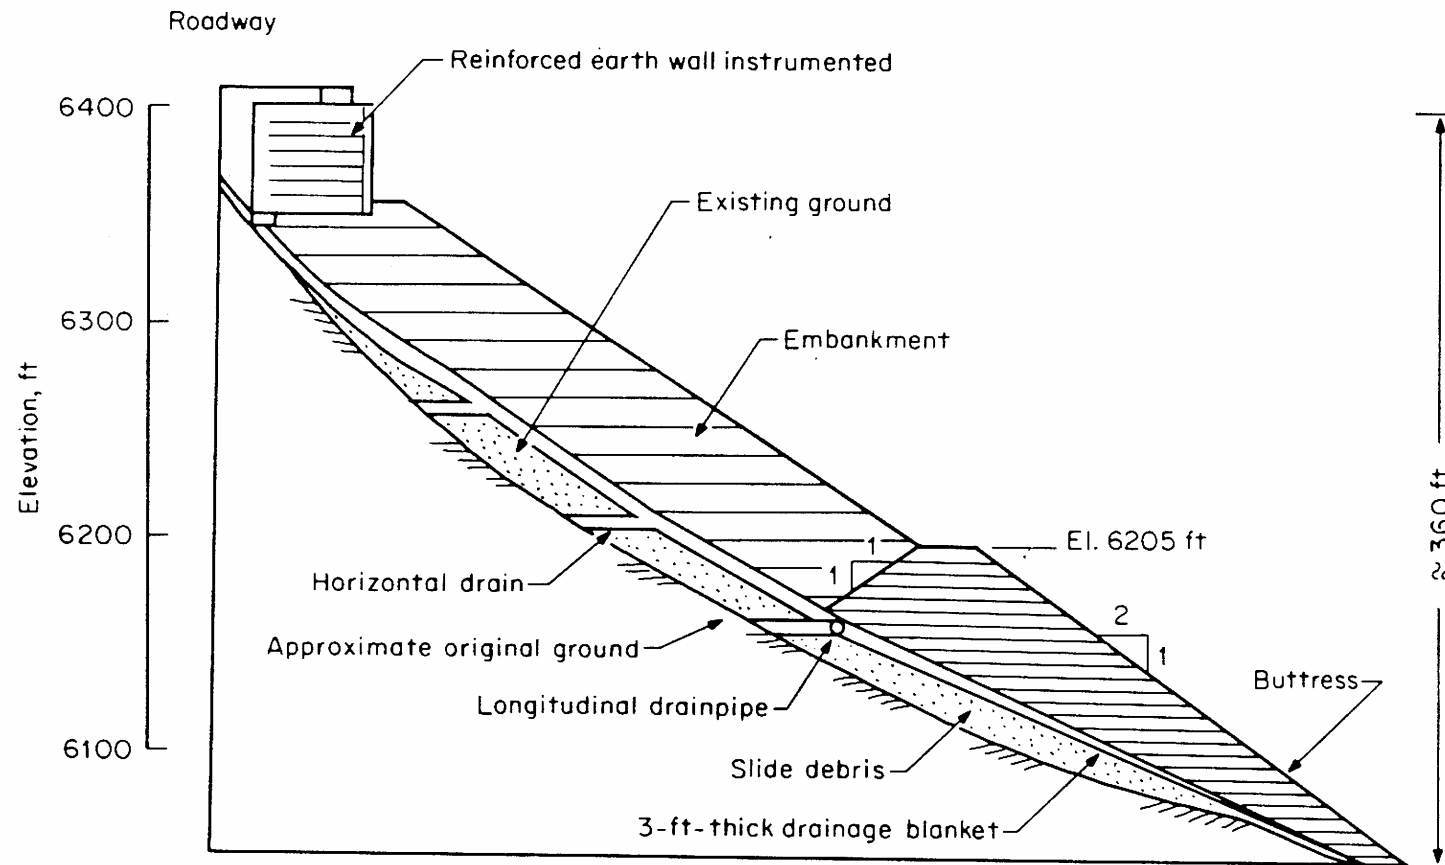 Roadway
Reinforced earth wall instrumented
6400
Existing ground
6300
Embankment
Elevation, ft
6200
El. 6205 ft
1
1
≈ 360 ft
Horizontal drain
2
1
Approximate original ground
Buttress
Longitudinal drainpipe
6100
Slide debris
3-ft-thick drainage blanket